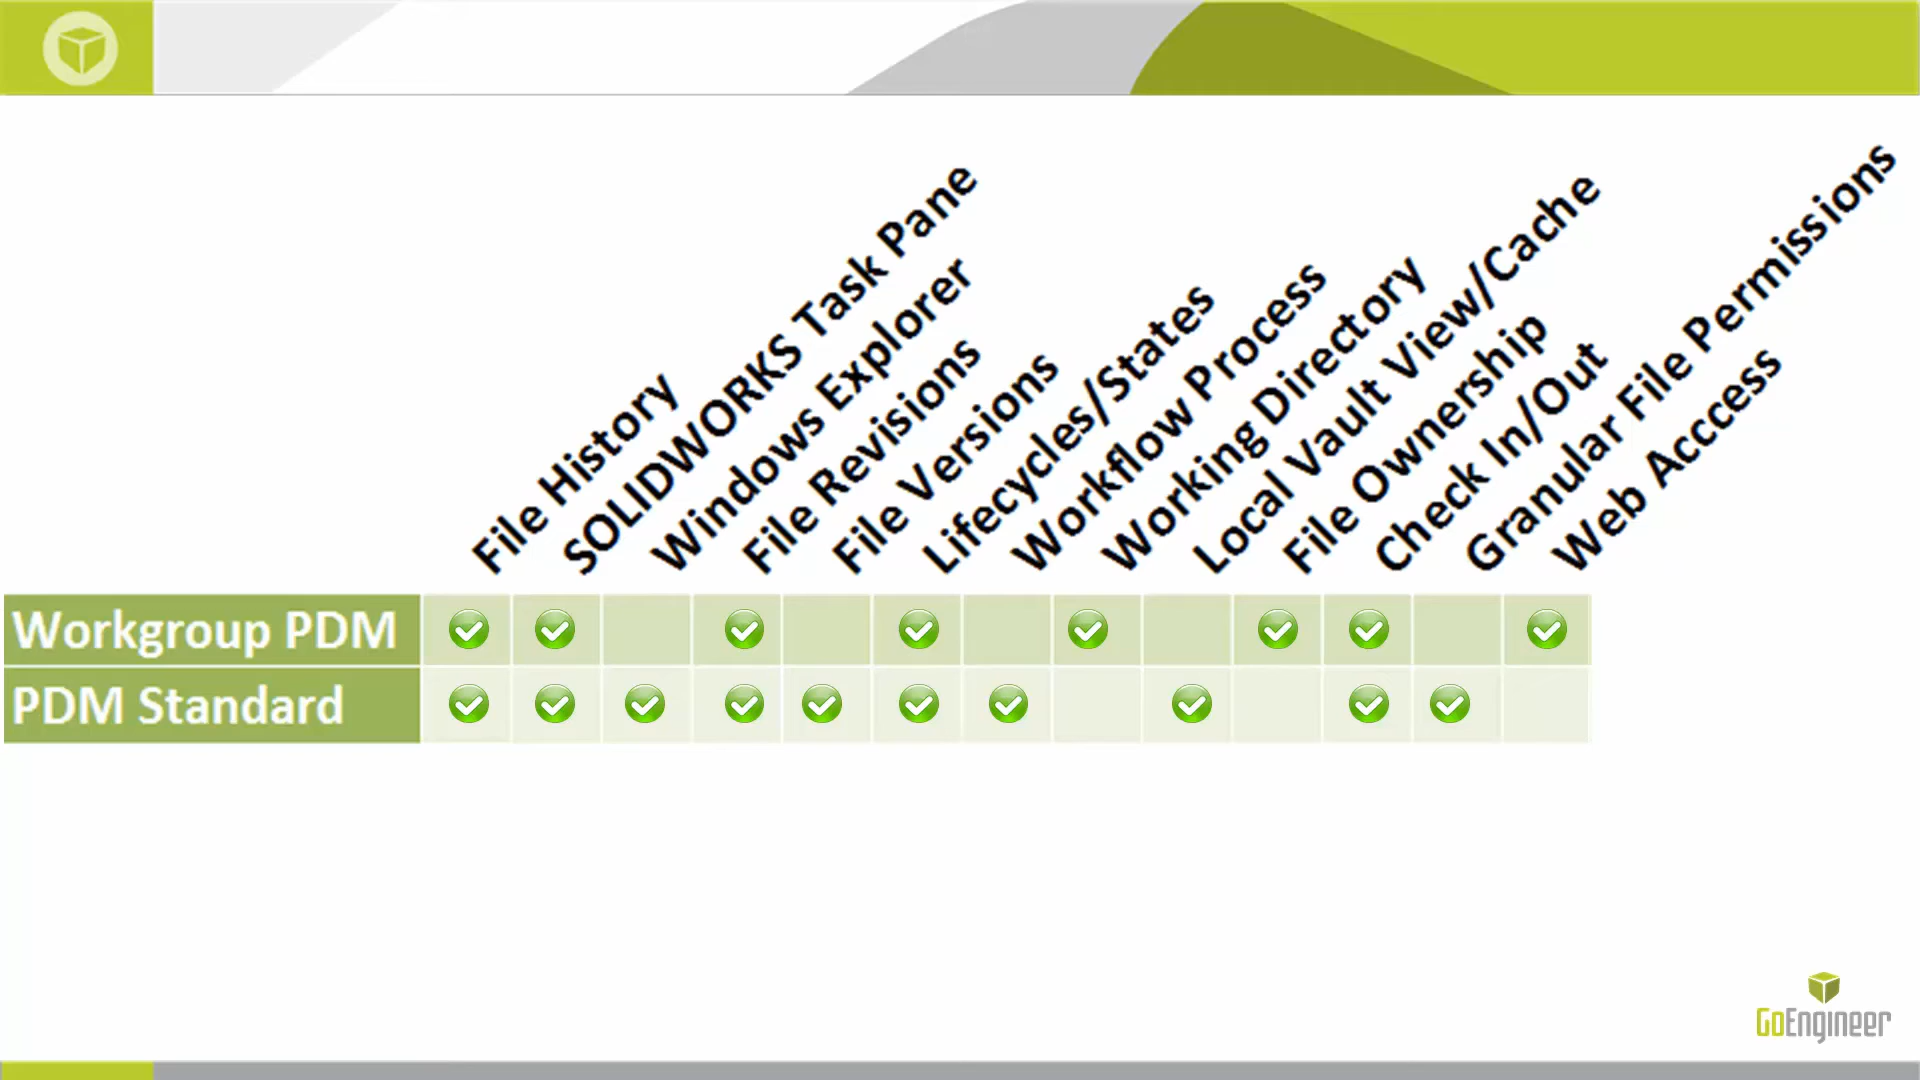 File History
SOLIDWORKS Task Pane
Windows Explorer
File Revisions
File Versions
Lifecycles/States
Workflow Process
Working Directory
Local Vault View/Cache
File Ownership
Check In/Out
Granular File Permissions
Web Acccess
Workgroup PDM
PDM Standard
GoEngineer